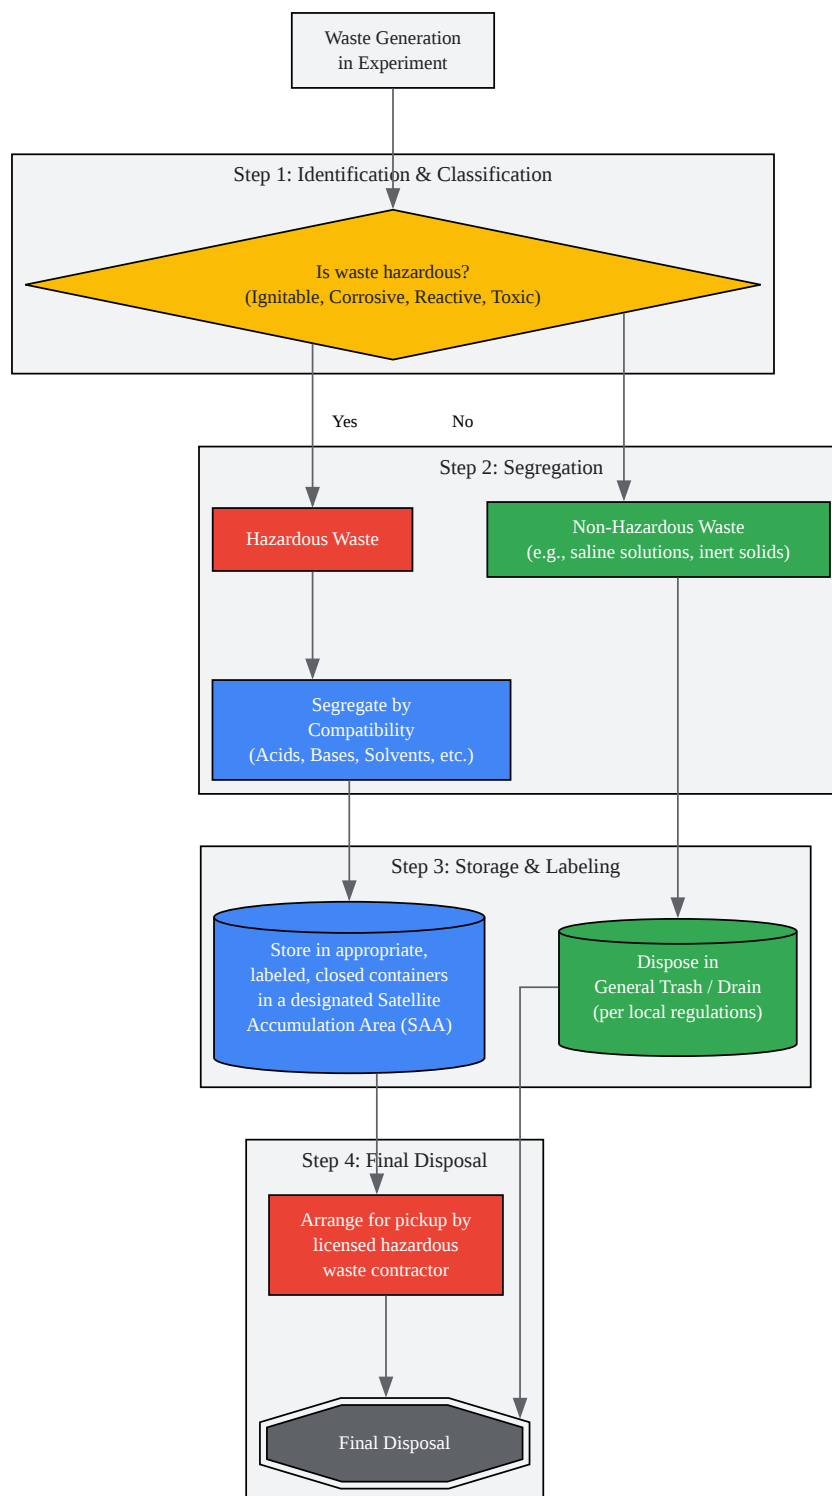 Waste Generation
in Experiment
Step 1: Identification & Classification
Is waste hazardous?
(Ignitable, Corrosive, Reactive, Toxic)
Yes
No
Step 2: Segregation
Hazardous Waste
Non-Hazardous Waste
(e.g., saline solutions, inert solids)
Segregate by
Compatibility
(Acids, Bases, Solvents, etc.)
Step 3: Storage & Labeling
Store in appropriate,
labeled, closed containers
in a designated Satellite
Accumulation Area (SAA)
Dispose in
General Trash / Drain
(per local regulations)
Step 4: Final Disposal
Arrange for pickup by
licensed hazardous
waste contractor
Final Disposal